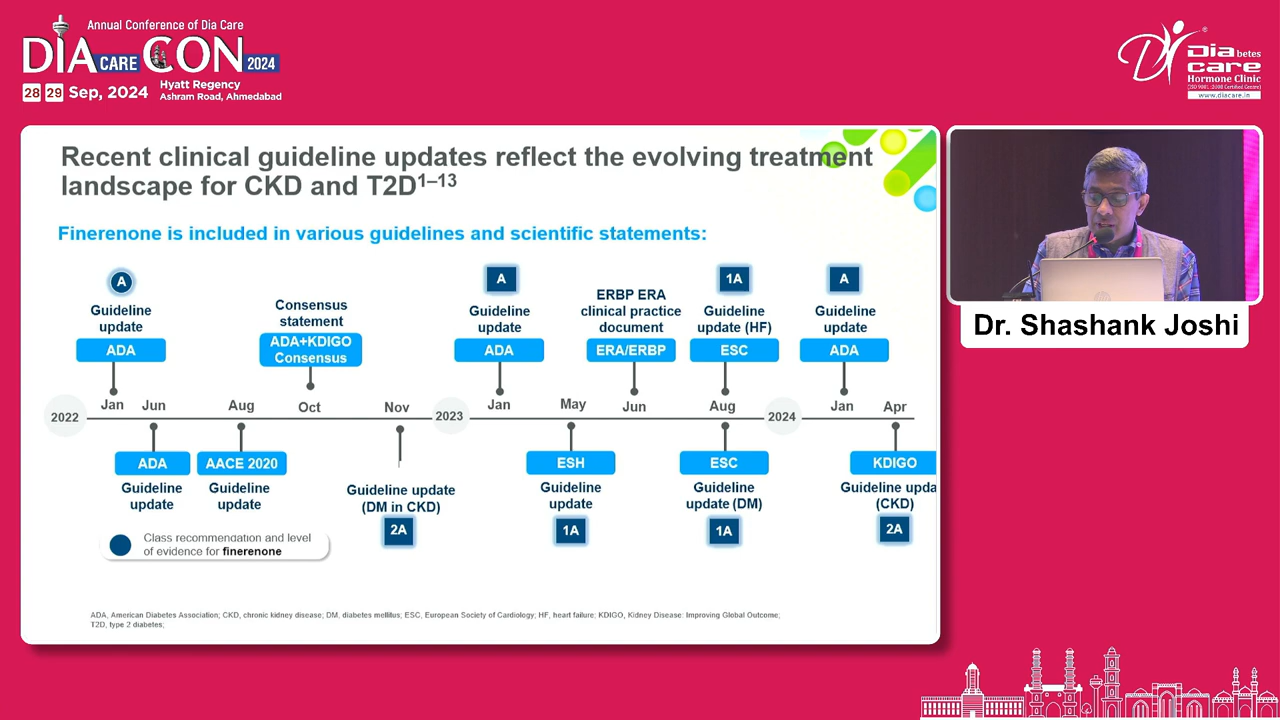 Annual Conference of Dia Care
DIA CARE CON 2024
28 29 Sep, 2024
Hyatt Regency
Ashram Road, Ahmedabad
®
Diabetes
care
Hormone Clinic
(ISO 9001 : 2008 Certified Centre)
www.diacare.in
Recent clinical guideline updates reflect the evolving treatment
landscape for CKD and T2D1–13
Finerenone is included in various guidelines and scientific statements:
A
Guideline
update
ADA
Consensus
statement
ADA+KDIGO
Consensus
A
Guideline
update
ADA
ERBP ERA
clinical practice
document
ERA/ERBP
1A
Guideline
update (HF)
ESC
A
Guideline
update
ADA
2022 Jan Jun Aug Oct Nov 2023 Jan May Jun Aug 2024 Jan Apr
ADA
Guideline
update
AACE 2020
Guideline
update
Guideline update
(DM in CKD)
2A
ESH
Guideline
update
1A
ESC
Guideline
update (DM)
1A
KDIGO
Guideline upda
(CKD)
2A
Class recommendation and level
of evidence for finerenone
ADA, American Diabetes Association; CKD, chronic kidney disease; DM, diabetes mellitus; ESC, European Society of Cardiology; HF, heart failure; KDIGO, Kidney Disease: Improving Global Outcome;
T2D, type 2 diabetes;
Dr. Shashank Joshi